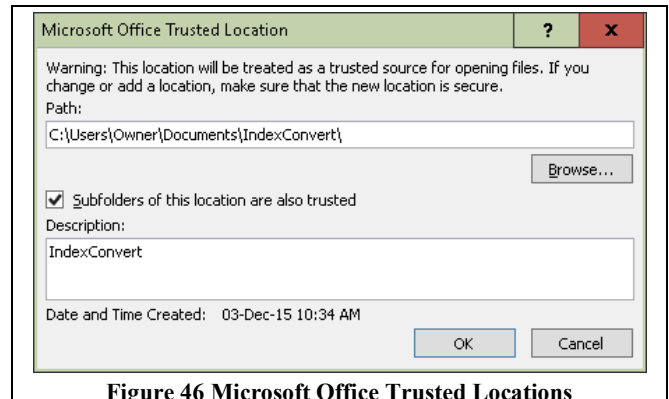 Microsoft Office Trusted Location
? x
Warning: This location will be treated as a trusted source for opening files. If you
change or add a location, make sure that the new location is secure.
Path:
C:\Users\Owner\Documents\IndexConvert\
Browse...
Subfolders of this location are also trusted
Description:
IndexConvert
Date and Time Created: 03-Dec-15 10:34 AM
OK Cancel
Figure 46 Microsoft Office Trusted Locations